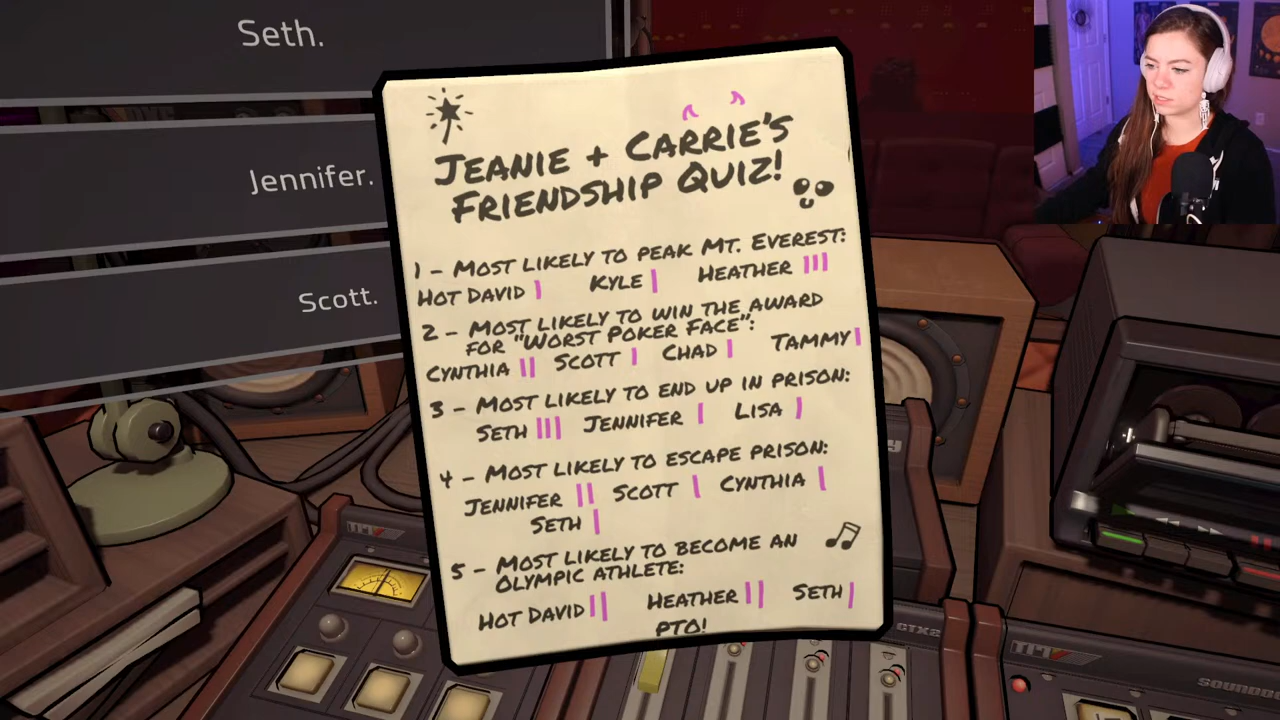 Seth.
Jennifer.
Scott.
JEANIE + CARRIE'S
FRIENDSHIP QUIZ!
1 - MOST LIKELY TO PEAK MT. EVEREST:
HOT DAVID | KYLE | HEATHER |||
2 - MOST LIKELY TO WIN THE AWARD
FOR "WORST POKER FACE":
CYNTHIA || SCOTT | CHAD | TAMMY |
3 - MOST LIKELY TO END UP IN PRISON:
SETH ||| JENNIFER | LISA |
4 - MOST LIKELY TO ESCAPE PRISON:
JENNIFER || SCOTT | CYNTHIA |
SETH |
5 - MOST LIKELY TO BECOME AN
OLYMPIC ATHLETE:
HOT DAVID || HEATHER || SETH |
PTO!
CTX2